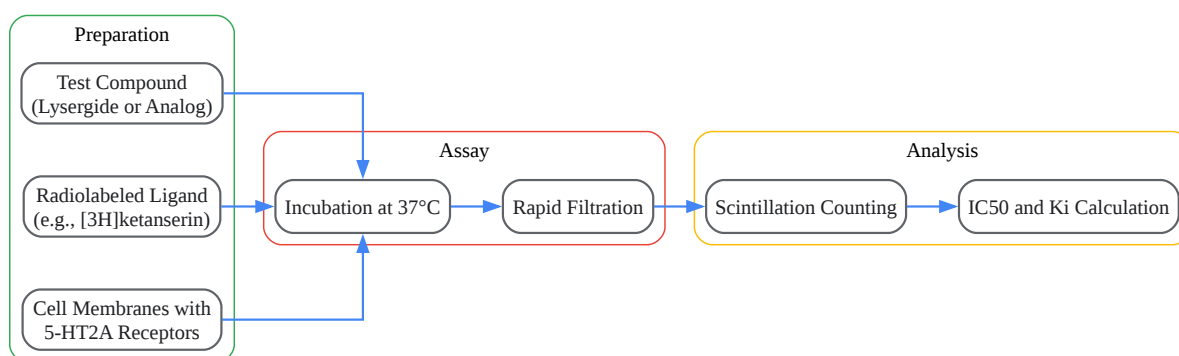 Preparation
Test Compound
(Lysergide or Analog)
Radiolabeled Ligand
(e.g., [3H]ketanserin)
Cell Membranes with
5-HT2A Receptors
Assay
Incubation at 37°C
Rapid Filtration
Analysis
Scintillation Counting
IC50 and Ki Calculation